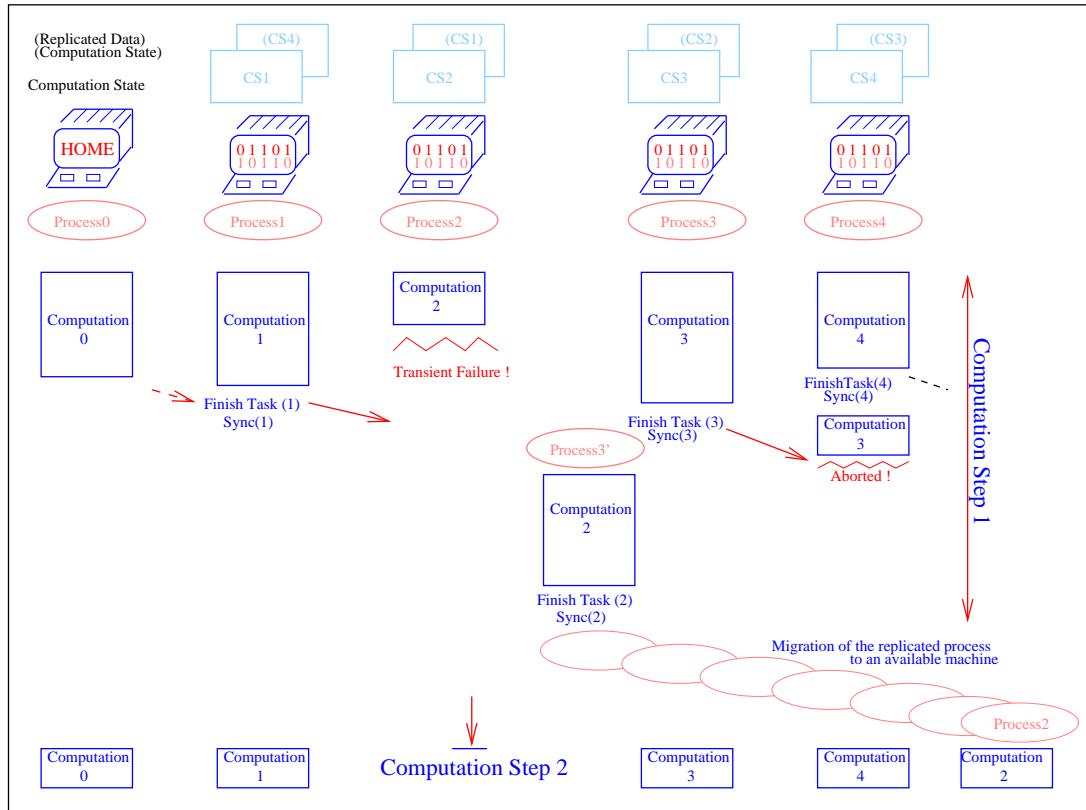 (Replicated Data)
(Computation State)
Computation State
(CS4)
CS1
(CS1)
CS2
(CS2)
CS3
(CS3)
CS4
HOME
0 1 1 0 1
1 0 1 1 0
0 1 1 0 1
1 0 1 1 0
0 1 1 0 1
1 0 1 1 0
0 1 1 0 1
1 0 1 1 0
Process0
Process1
Process2
Process3
Process4
Computation
0
Computation
1
Computation
2
Transient Failure !
Computation
3
Computation
4
Finish Task (1)
Sync(1)
Finish Task (3)
Sync(3)
FinishTask(4)
Sync(4)
Computation
3
Aborted !
Process3'
Computation
2
Finish Task (2)
Sync(2)
Computation Step 1
Migration of the replicated process
to an available machine
Process2
Computation
0
Computation
1
Computation Step 2
Computation
3
Computation
4
Computation
2